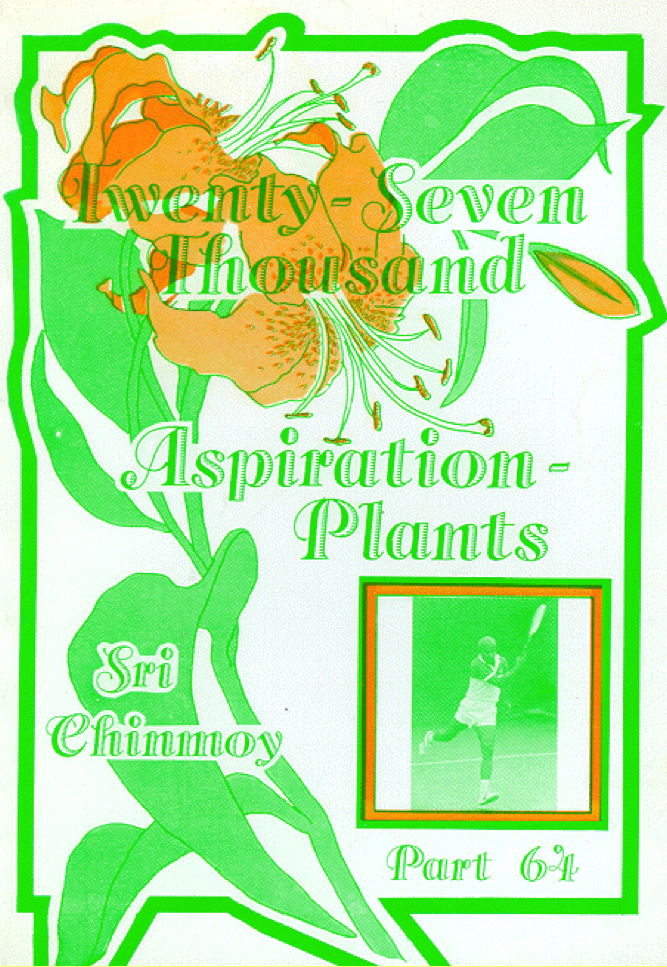 Twenty-Seven
Thousand
Aspiration-
Plants
Sri
Chinmoy
Part 64